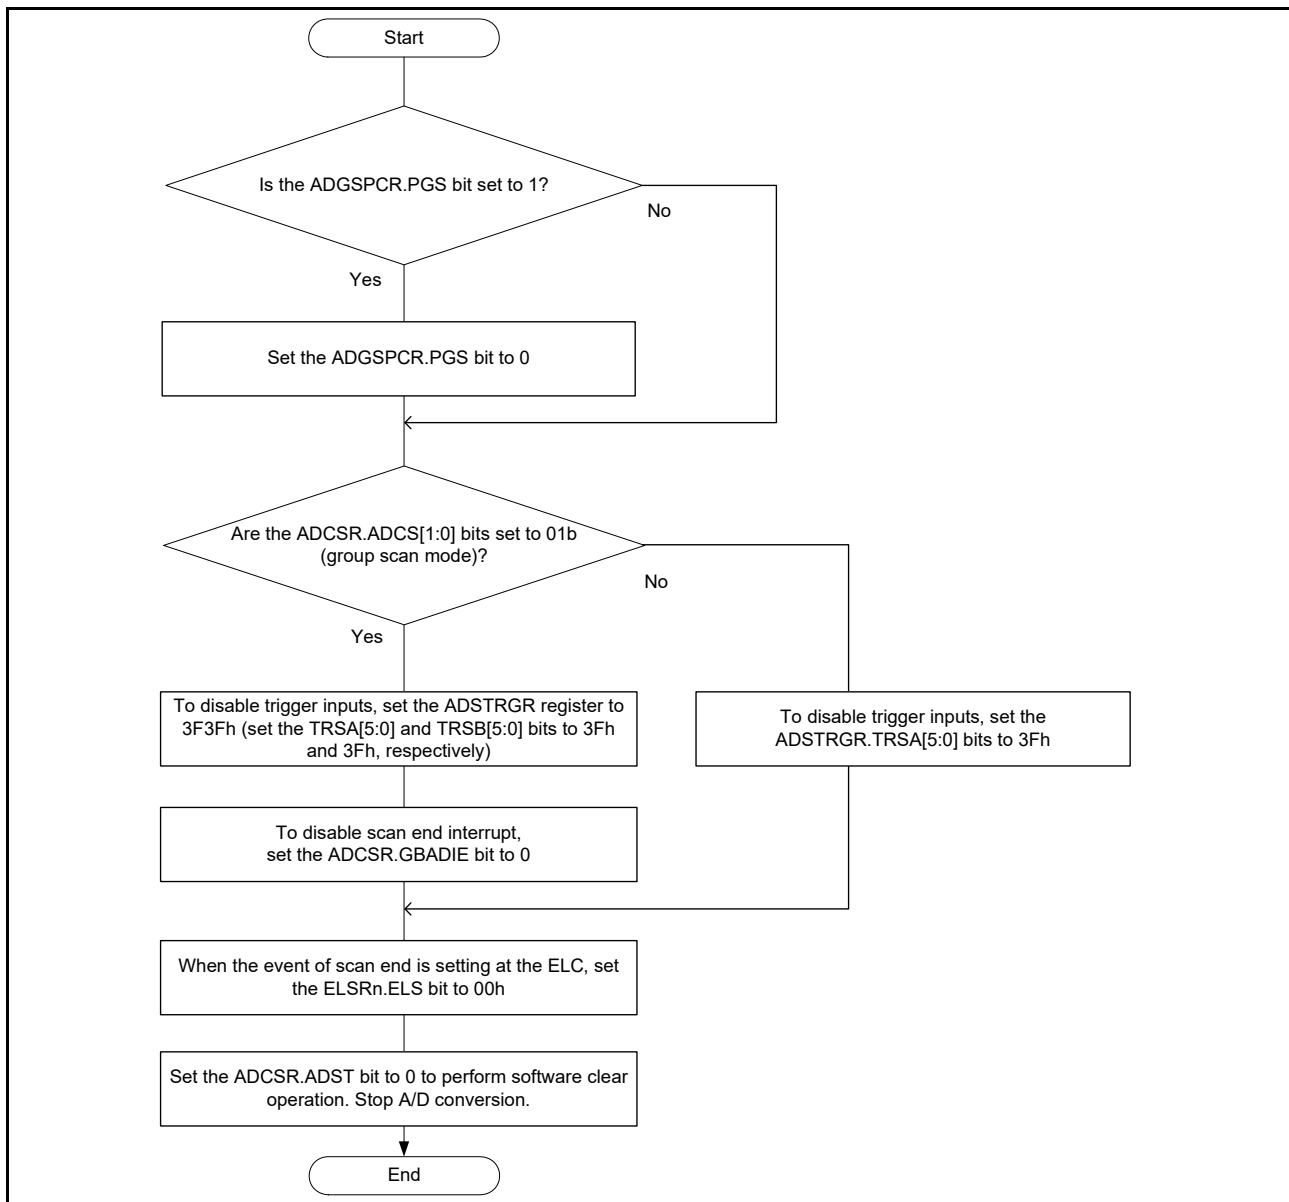 Start
Is the ADGSPCR.PGS bit set to 1?
No
Yes
Set the ADGSPCR.PGS bit to 0
Are the ADCSR.ADCS[1:0] bits set to 01b
(group scan mode)?
No
Yes
To disable trigger inputs, set the ADSTRGR register to
3F3Fh (set the TRSA[5:0] and TRSB[5:0] bits to 3Fh
and 3Fh, respectively)
To disable trigger inputs, set the
ADSTRGR.TRSA[5:0] bits to 3Fh
To disable scan end interrupt,
set the ADCSR.GBADIE bit to 0
When the event of scan end is setting at the ELC, set
the ELSRn.ELS bit to 00h
Set the ADCSR.ADST bit to 0 to perform software clear
operation. Stop A/D conversion.
End